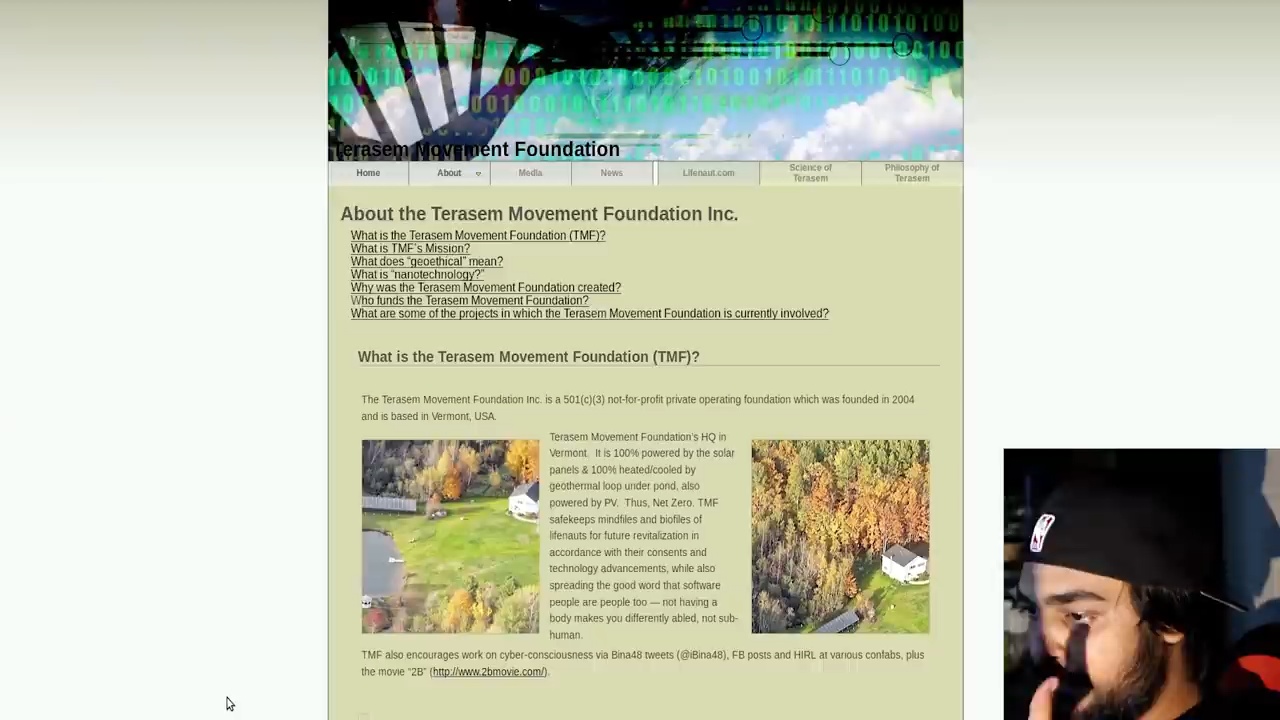 Terasem Movement Foundation
Home
About
Media
News
Lifenaut.com
Science of
Terasem
Philosophy of
Terasem
About the Terasem Movement Foundation Inc.
What is the Terasem Movement Foundation (TMF)?
What is TMF's Mission?
What does “geoethical” mean?
What is “nanotechnology?”
Why was the Terasem Movement Foundation created?
Who funds the Terasem Movement Foundation?
What are some of the projects in which the Terasem Movement Foundation is currently involved?
What is the Terasem Movement Foundation (TMF)?
The Terasem Movement Foundation Inc. is a 501(c)(3) not-for-profit private operating foundation which was founded in 2004
and is based in Vermont, USA.
Terasem Movement Foundation's HQ in
Vermont. It is 100% powered by the solar
panels & 100% heated/cooled by
geothermal loop under pond, also
powered by PV. Thus, Net Zero. TMF
safekeeps mindfiles and biofiles of
lifenauts for future revitalization in
accordance with their consents and
technology advancements, while also
spreading the good word that software
people are people too — not having a
body makes you differently abled, not sub-
human.
TMF also encourages work on cyber-consciousness via Bina48 tweets (@iBina48), FB posts and HIRL at various confabs, plus
the movie “2B” (http://www.2bmovie.com/).